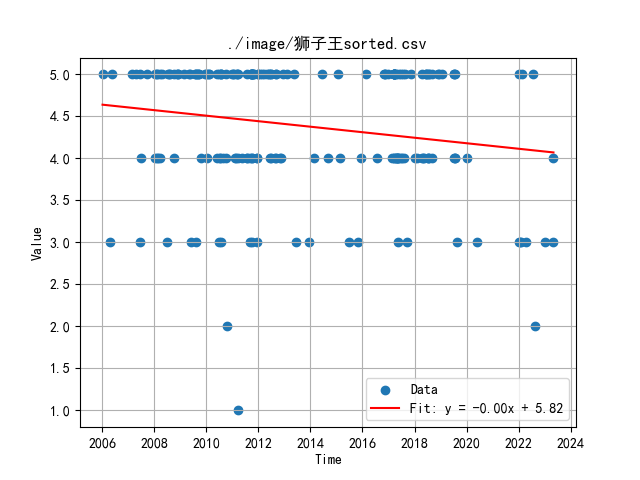 ./image/狮子王sorted.csv
Value
5.0
4.5
4.0
3.5
3.0
2.5
2.0
1.5
1.0
Data
Fit: y = -0.00x + 5.82
2006 2008 2010 2012 2014 2016 2018 2020 2022 2024
Time